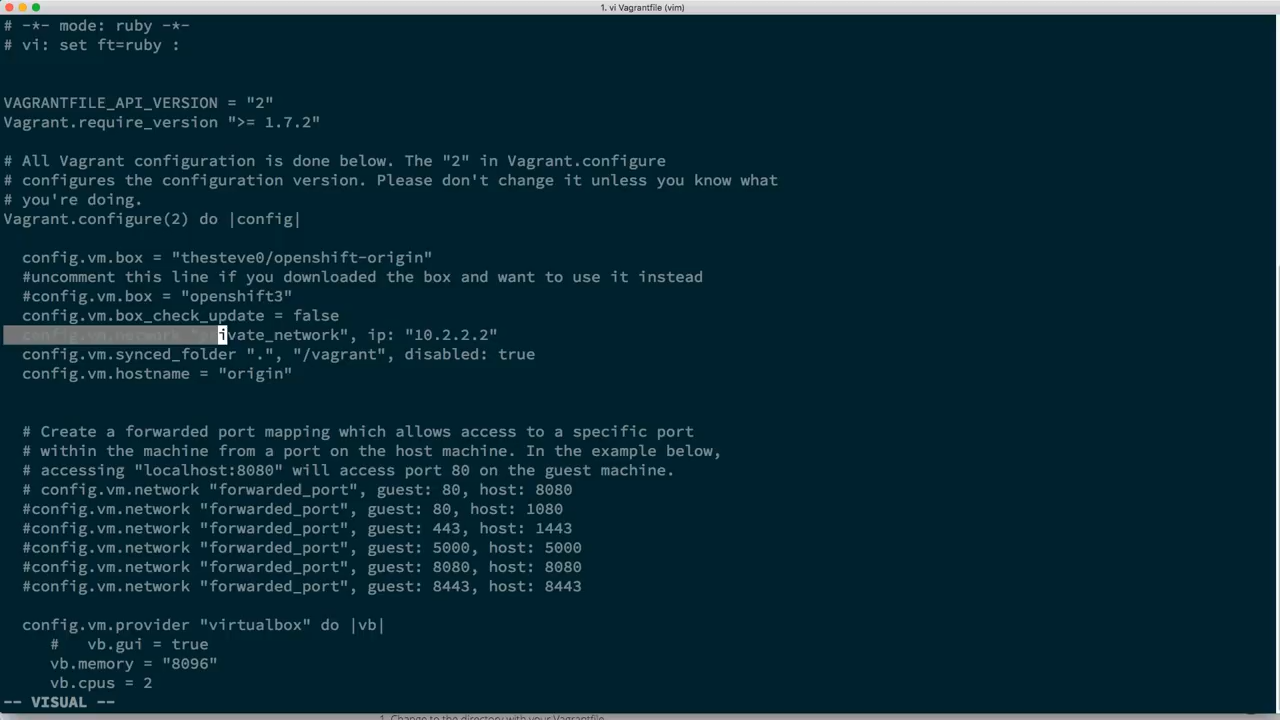 1. vi Vagrantfile (vim)
# -*- mode: ruby -*-
# vi: set ft=ruby :
VAGRANTFILE_API_VERSION = "2"
Vagrant.require_version ">= 1.7.2"
# All Vagrant configuration is done below. The "2" in Vagrant.configure
# configures the configuration version. Please don't change it unless you know what
# you're doing.
Vagrant.configure(2) do |config|
config.vm.box = "thesteve0/openshift-origin"
#uncomment this line if you downloaded the box and want to use it instead
#config.vm.box = "openshift3"
config.vm.box_check_update = false
config.vm.network "private_network", ip: "10.2.2.2"
config.vm.synced_folder ".", "/vagrant", disabled: true
config.vm.hostname = "origin"
# Create a forwarded port mapping which allows access to a specific port
# within the machine from a port on the host machine. In the example below,
# accessing "localhost:8080" will access port 80 on the guest machine.
# config.vm.network "forwarded_port", guest: 80, host: 8080
#config.vm.network "forwarded_port", guest: 80, host: 1080
#config.vm.network "forwarded_port", guest: 443, host: 1443
#config.vm.network "forwarded_port", guest: 5000, host: 5000
#config.vm.network "forwarded_port", guest: 8080, host: 8080
#config.vm.network "forwarded_port", guest: 8443, host: 8443
config.vm.provider "virtualbox" do |vb|
#   vb.gui = true
vb.memory = "8096"
vb.cpus = 2
-- VISUAL --
1. Change to the directory with your Vagrantfile